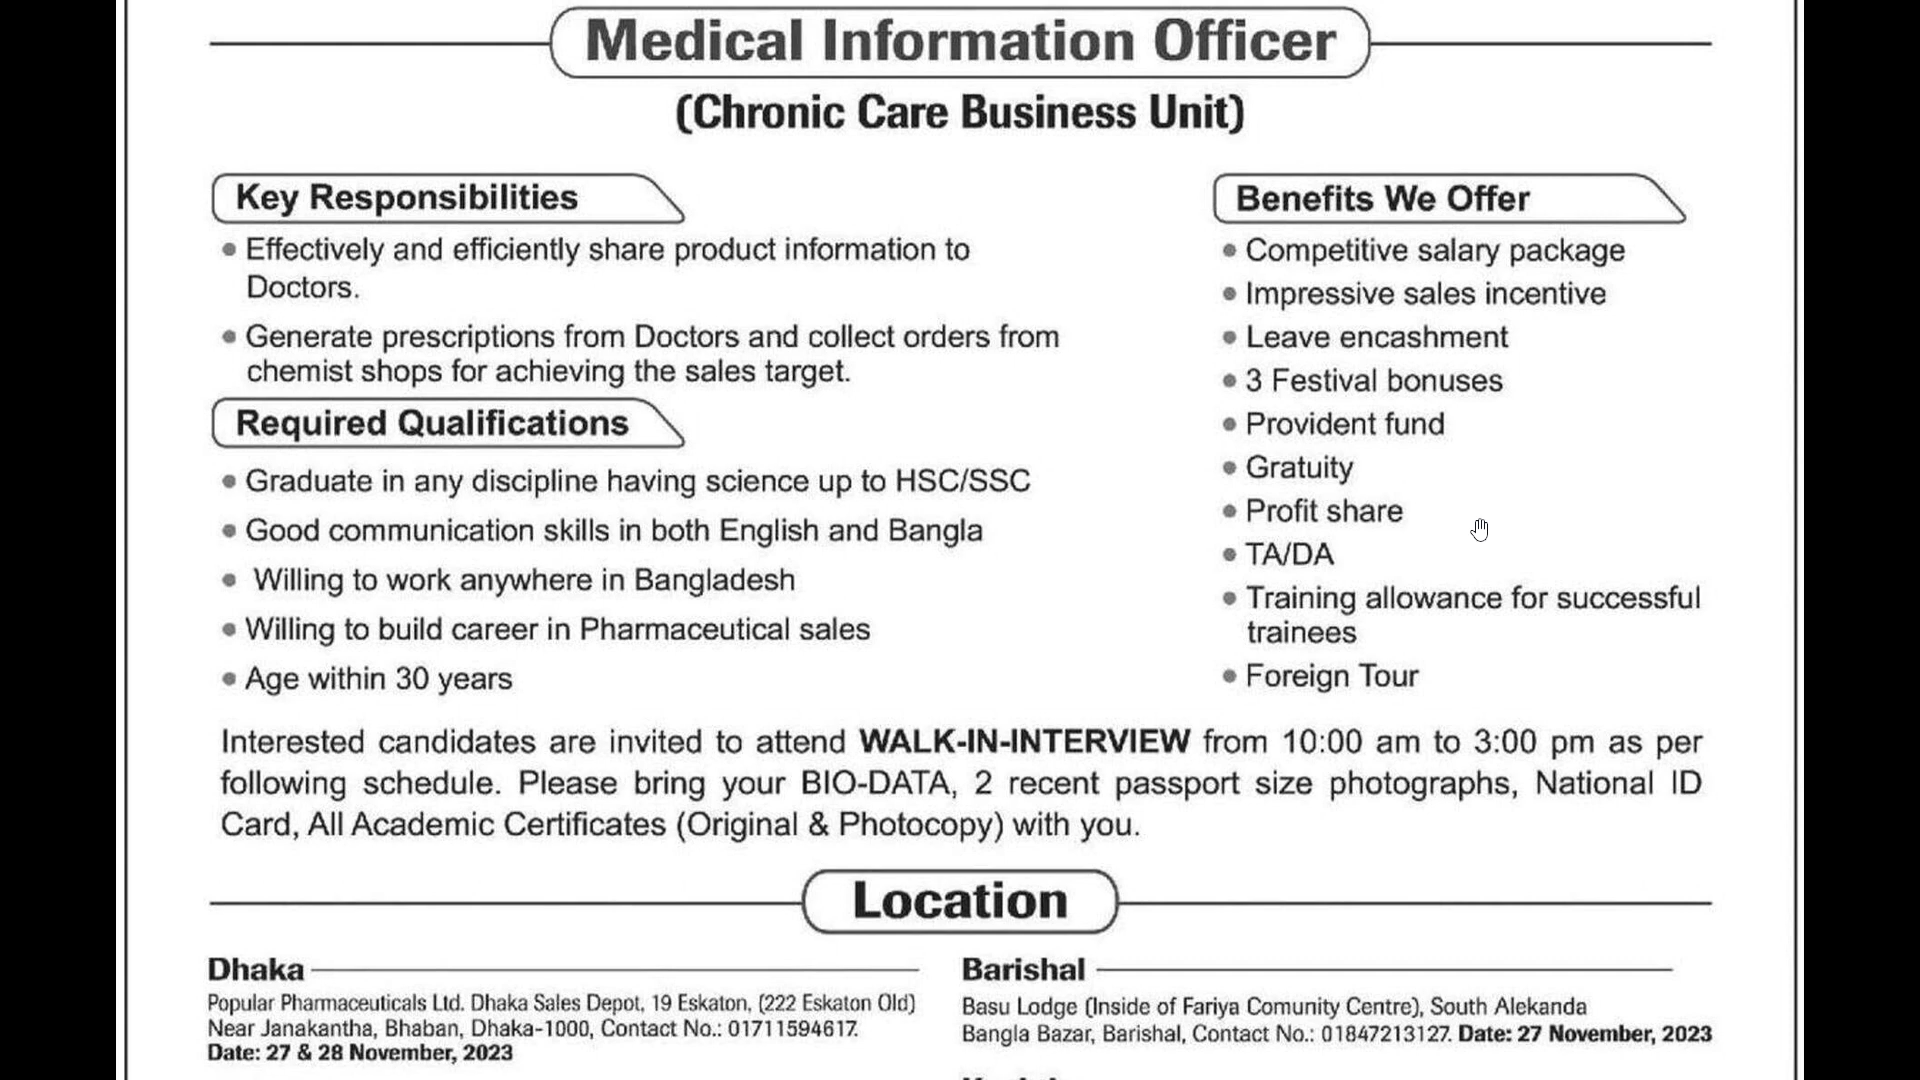 Medical Information Officer
(Chronic Care Business Unit)
Key Responsibilities
• Effectively and efficiently share product information to
Doctors.
• Generate prescriptions from Doctors and collect orders from
chemist shops for achieving the sales target.
Required Qualifications
• Graduate in any discipline having science up to HSC/SSC
• Good communication skills in both English and Bangla
• Willing to work anywhere in Bangladesh
• Willing to build career in Pharmaceutical sales
• Age within 30 years
Benefits We Offer
• Competitive salary package
• Impressive sales incentive
• Leave encashment
• 3 Festival bonuses
• Provident fund
• Gratuity
• Profit share
• TA/DA
• Training allowance for successful
trainees
• Foreign Tour
Interested candidates are invited to attend WALK-IN-INTERVIEW from 10:00 am to 3:00 pm as per
following schedule. Please bring your BIO-DATA, 2 recent passport size photographs, National ID
Card, All Academic Certificates (Original & Photocopy) with you.
Location
Dhaka
Popular Pharmaceuticals Ltd. Dhaka Sales Depot, 19 Eskaton, (222 Eskaton Old)
Near Janakantha, Bhaban, Dhaka-1000, Contact No.: 01711594617.
Date: 27 & 28 November, 2023
Barishal
Basu Lodge (Inside of Fariya Comunity Centre), South Alekanda
Bangla Bazar, Barishal, Contact No.: 01847213127. Date: 27 November, 2023